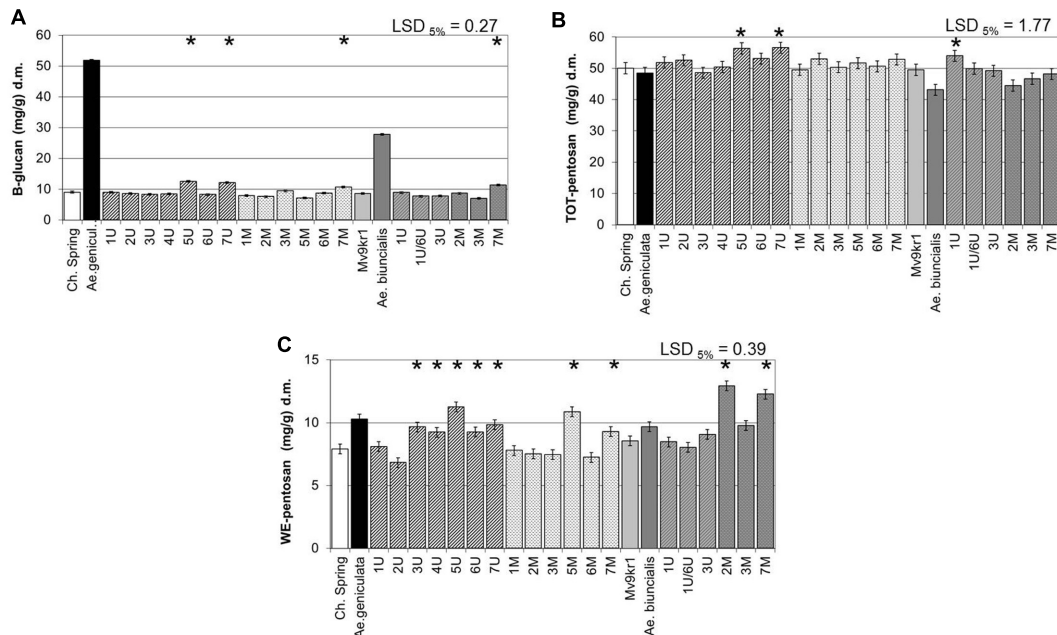 A
LSD 5% = 0.27
B-glucan (mg/g) d.m.
60
50
40
30
20
10
0
* * * *
Ch. Spring
Ae.genicul.
1U
2U
3U
4U
5U
6U
7U
1M
2M
3M
5M
6M
7M
Mv9kr1
Ae. biuncialis
1U
1U/6U
3U
2M
3M
7M
B
LSD 5% = 1.77
TOT-pentosan (mg/g) d.m.
60
50
40
30
20
10
0
* * *
Ch. Spring
Ae.geniculata
1U
2U
3U
4U
5U
6U
7U
1M
2M
3M
5M
6M
7M
Mv9kr1
Ae. biuncialis
1U
1U/6U
3U
2M
3M
7M
C
LSD 5% = 0.39
WE-pentosan (mg/g) d.m.
15
10
5
0
* * * * * * * * *
Ch. Spring
Ae.geniculata
1U
2U
3U
4U
5U
6U
7U
1M
2M
3M
5M
6M
7M
Mv9kr1
Ae. biuncialis
1U
1U/6U
3U
2M
3M
7M